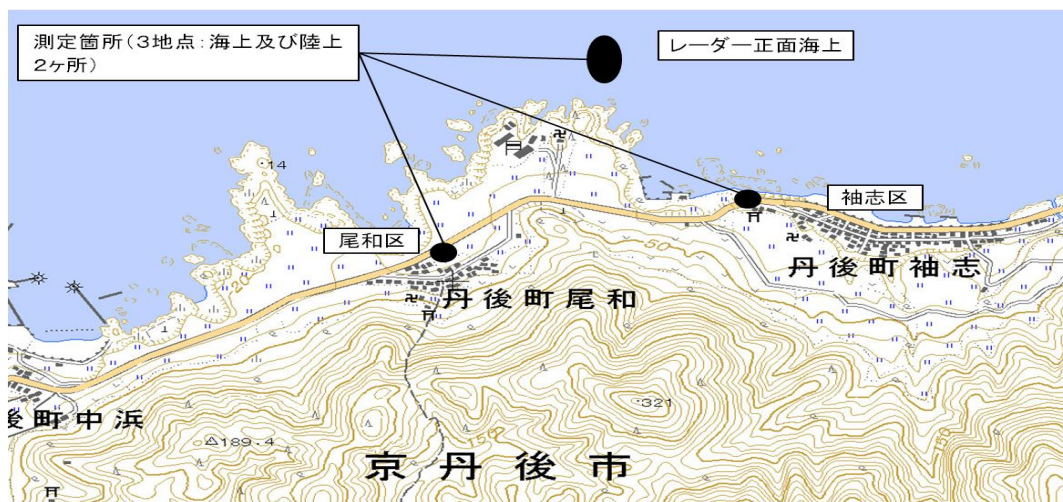 測定箇所(3地点:海上及び陸上
2ヶ所)
レーダー正面海上
14
袖志区
尾和区
50
丹後町袖志
丹後町尾和
321
後町中浜
189.4
150
150
京丹後市